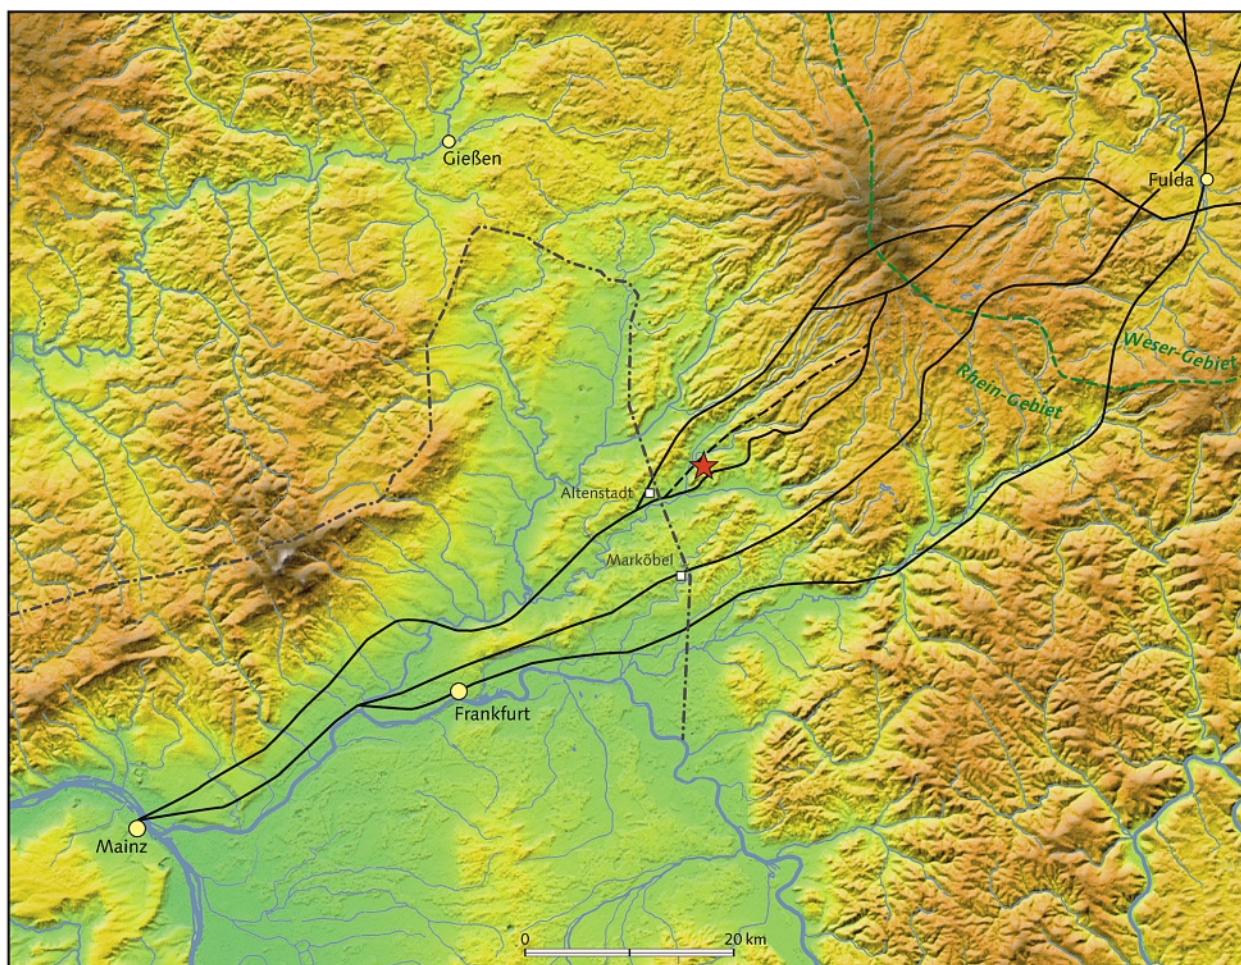 Gießen
Fulda
Weser-Gebiet
Rhein-Gebiet
Altenstadt
Marköbel
Frankfurt
Mainz
0 20 km